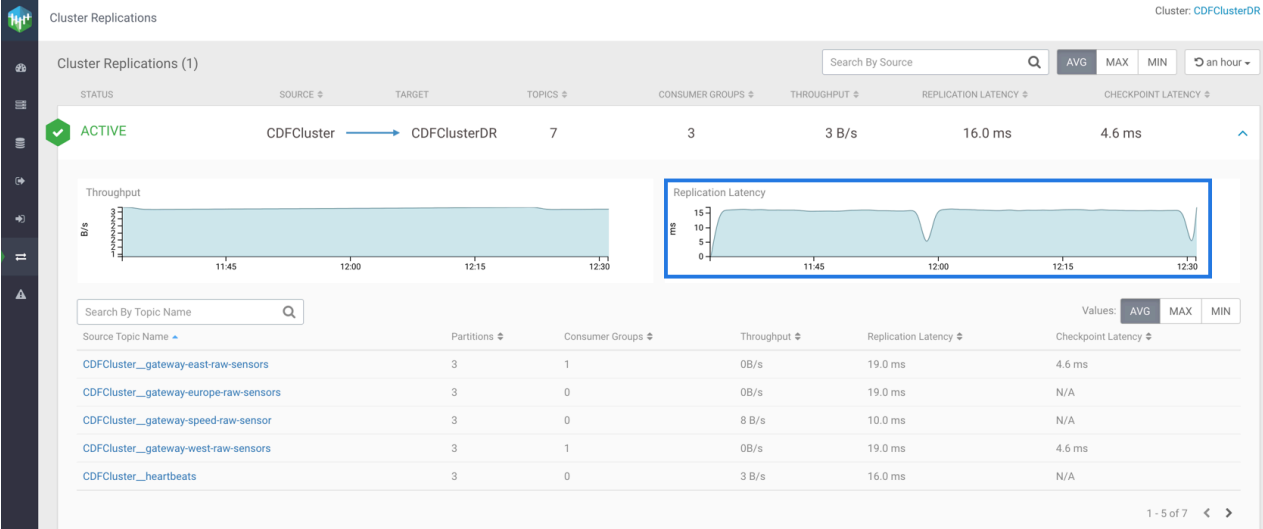 Cluster Replications
Cluster: CDFClusterDR
Cluster Replications (1)
Search By Source
AVG MAX MIN
an hour
STATUS SOURCE TARGET TOPICS CONSUMER GROUPS THROUGHPUT REPLICATION LATENCY CHECKPOINT LATENCY
ACTIVE CDFCluster CDFClusterDR 7 3 3 B/s 16.0 ms 4.6 ms
Throughput
B/s
3
2
2
2
2
2
1
11:45 12:00 12:15 12:30
Replication Latency
ms
15
10
5
0
11:45 12:00 12:15 12:30
Search By Topic Name
Values: AVG MAX MIN
Source Topic Name Partitions Consumer Groups Throughput Replication Latency Checkpoint Latency
CDFCluster__gateway-east-raw-sensors 3 1 0B/s 19.0 ms 4.6 ms
CDFCluster__gateway-europe-raw-sensors 3 0 0B/s 19.0 ms N/A
CDFCluster__gateway-speed-raw-sensor 3 0 8 B/s 10.0 ms N/A
CDFCluster__gateway-west-raw-sensors 3 1 0B/s 19.0 ms 4.6 ms
CDFCluster__heartbeats 3 0 3 B/s 16.0 ms N/A
1 - 5 of 7